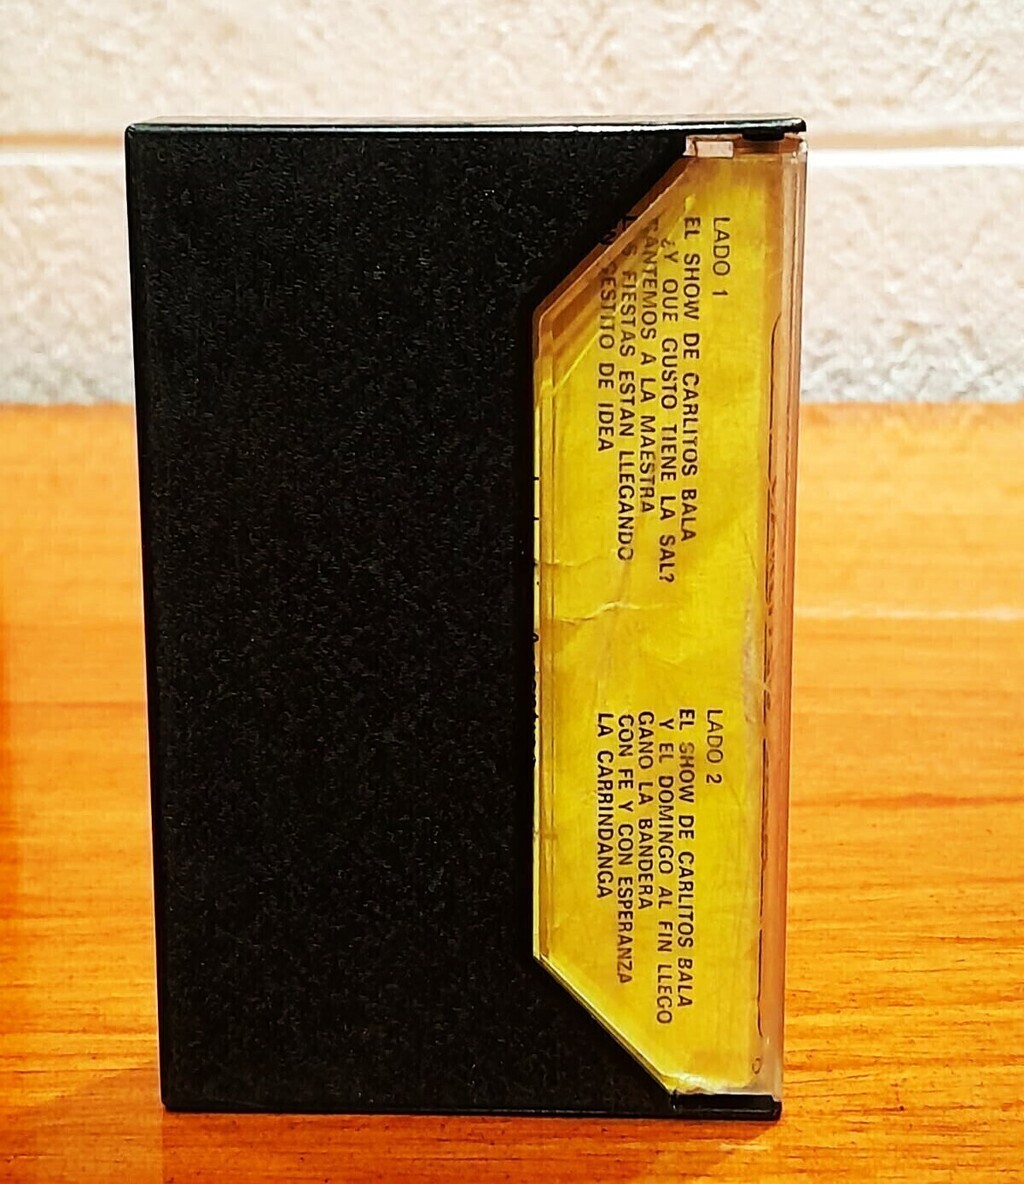 LADO 1
EL SHOW DE CARLITOS BALA
¿Y QUE GUSTO TIENE LA SAL?
CANTEMOS A LA MAESTRA
LAS FIESTAS ESTAN LLEGANDO
UN GESTITO DE IDEA
LADO 2
EL SHOW DE CARLITOS BALA
Y EL DOMINGO AL FIN LLEGO
GANO LA BANDERA
CON FE Y CON ESPERANZA
LA CARRINDANGA